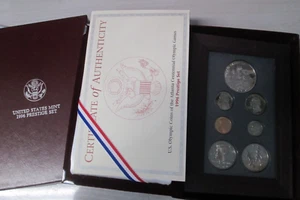 UNITED STATES MINT
1996 PRESTIGE SET
CERTIFICATE OF AUTHENTICITY
U.S. Olympic Coins of the Atlanta Centennial Olympic Games
1996 Prestige Set